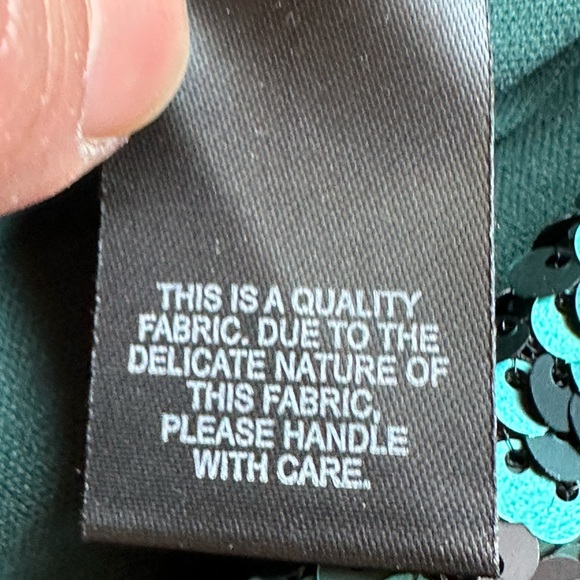 THIS IS A QUALITY
FABRIC. DUE TO THE
DELICATE NATURE OF
THIS FABRIC,
PLEASE HANDLE
WITH CARE.